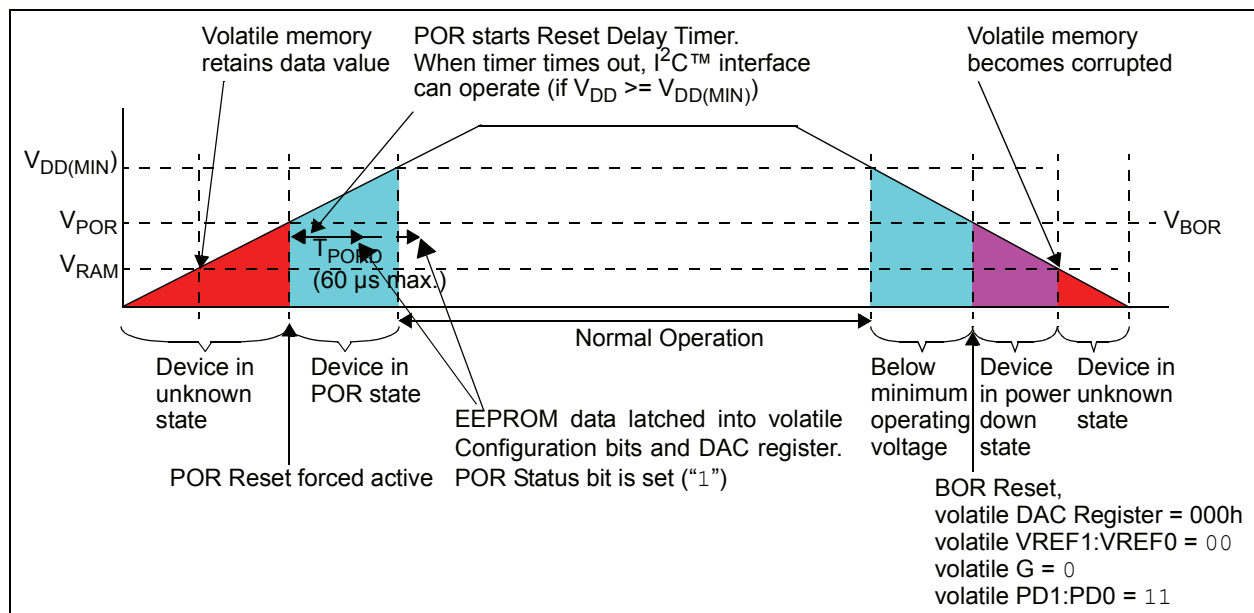 Volatile memory
retains data value
POR starts Reset Delay Timer.
When timer times out, I²C™ interface
can operate (if VDD >= VDD(MIN))
Volatile memory
becomes corrupted
VDD(MIN)
VPOR
VBOR
VRAM
TPORD
(60 µs max.)
Normal Operation
Device in
unknown
state
Device in
POR state
Below
minimum
operating
voltage
Device
in power
down
state
Device in
unknown
state
POR Reset forced active
EEPROM data latched into volatile
Configuration bits and DAC register.
POR Status bit is set (“1”)
BOR Reset,
volatile DAC Register = 000h
volatile VREF1:VREF0 = 00
volatile G = 0
volatile PD1:PD0 = 11